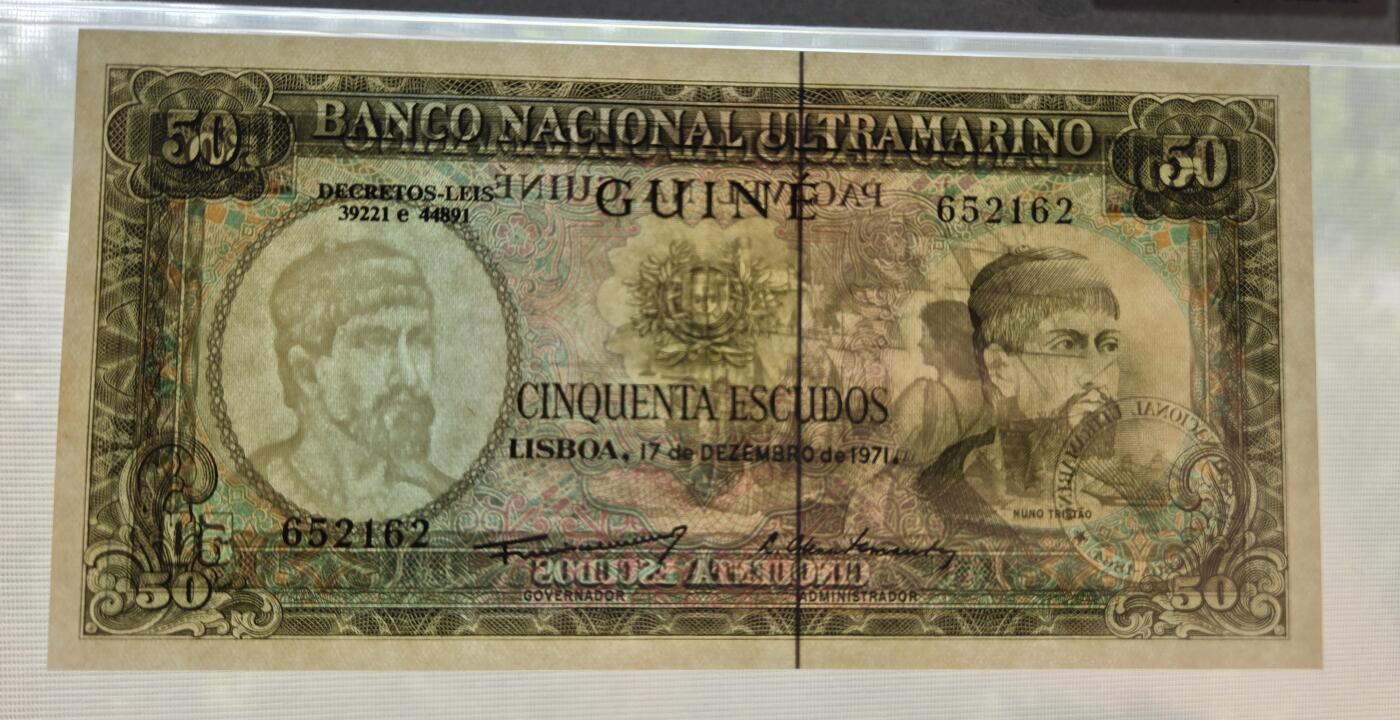 50 BANCO NACIONAL ULTRAMARINO 50
DECRETOS-LEIS
39221 e 44891
GUINÉ
652162
CINQUENTA ESCUDOS
LISBOA, 17 de DEZEMBRO de 1971.
NUNO TRISTÃO
652162
GOVERNADOR
ADMINISTRADOR
50
50